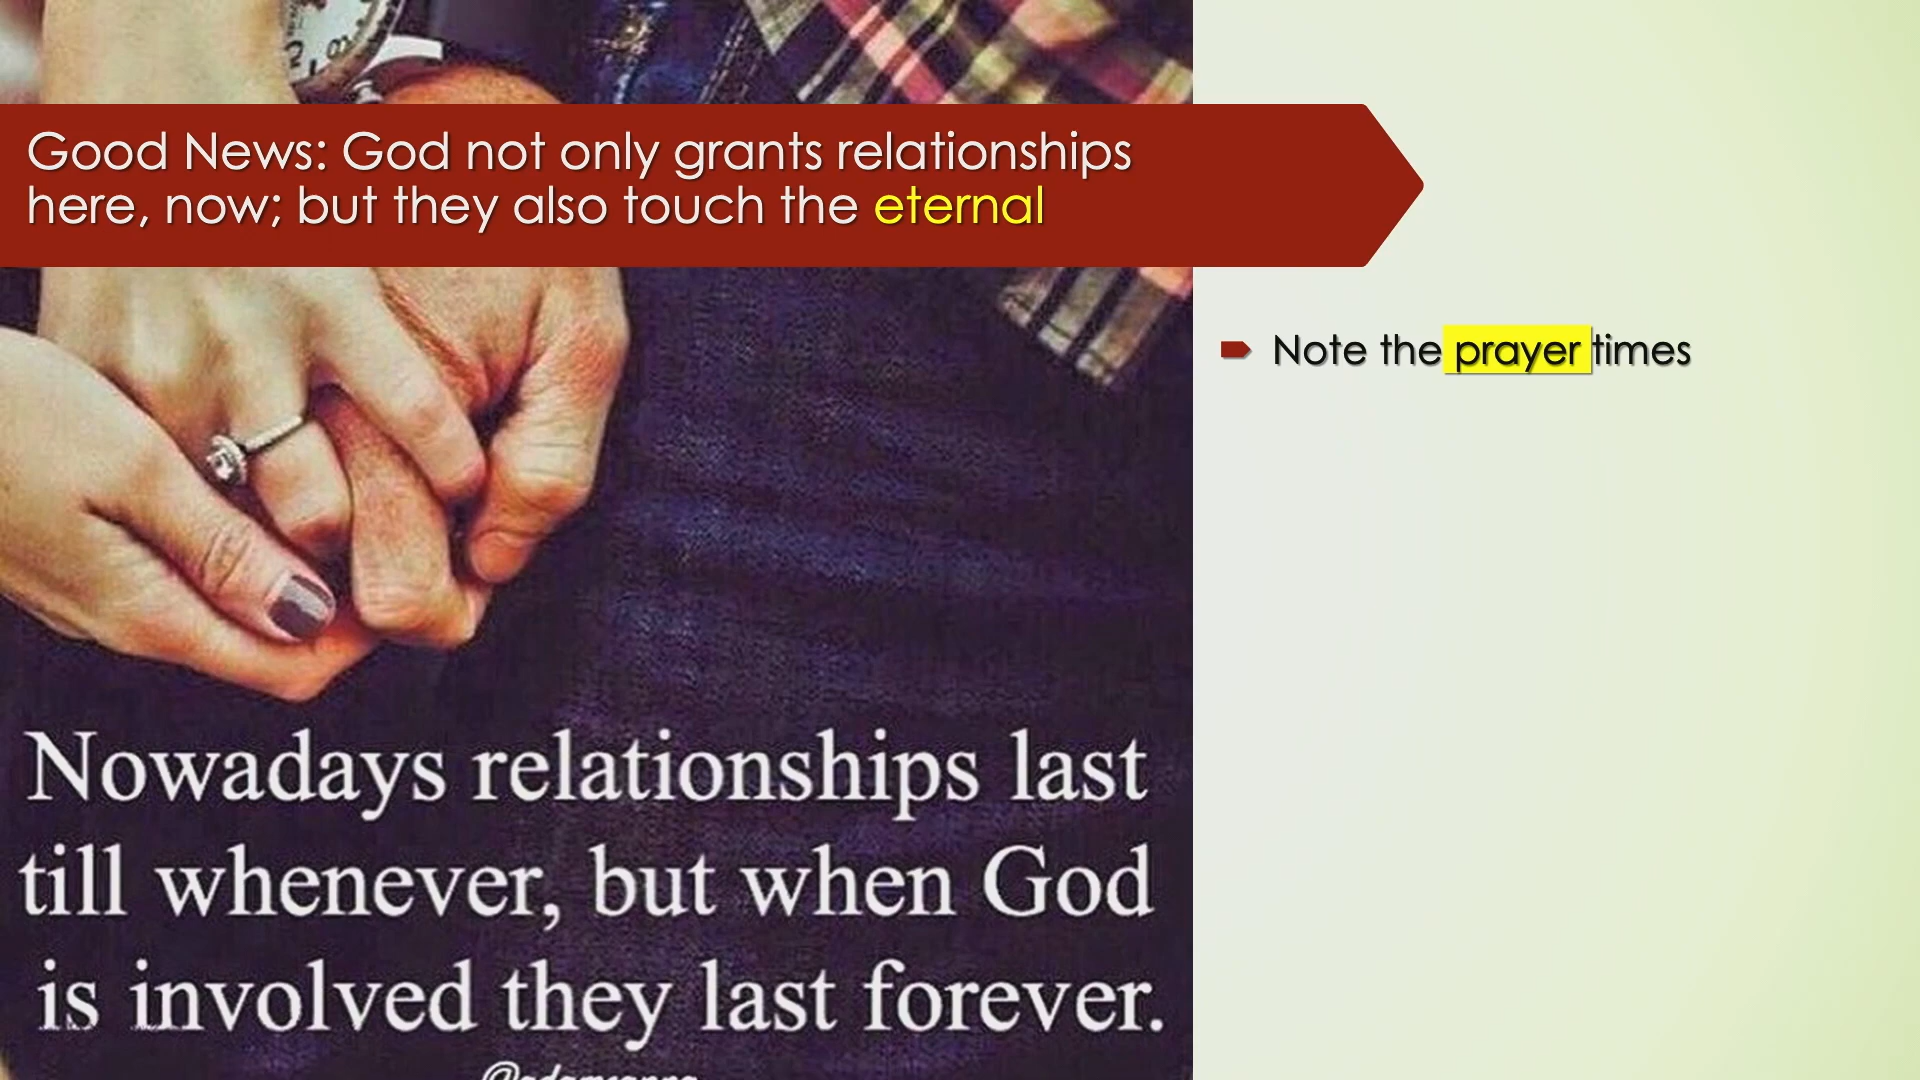 Good News: God not only grants relationships
here, now; but they also touch the eternal
Note the prayer times
Nowadays relationships last
till whenever, but when God
is involved they last forever.